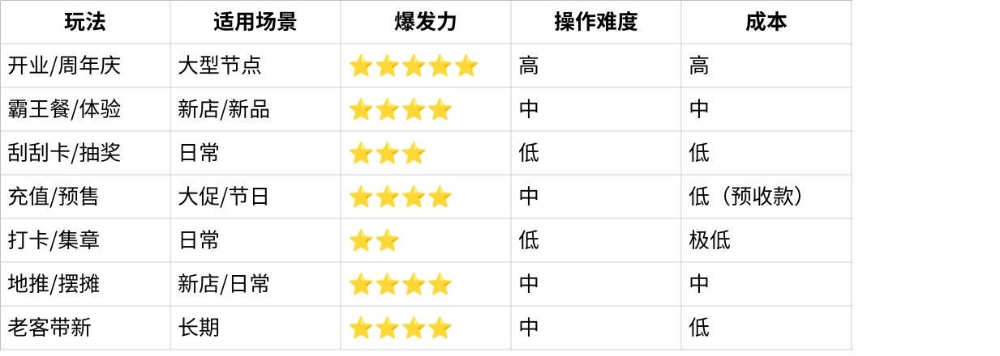 玩法 适用场景 爆发力 操作难度 成本
开业/周年庆 大型节点 ⭐⭐⭐⭐⭐ 高 高
霸王餐/体验 新店/新品 ⭐⭐⭐⭐ 中 中
刮刮卡/抽奖 日常 ⭐⭐⭐ 低 低
充值/预售 大促/节日 ⭐⭐⭐⭐ 中 低（预收款）
打卡/集章 日常 ⭐⭐ 低 极低
地推/摆摊 新店/日常 ⭐⭐⭐⭐ 中 中
老客带新 长期 ⭐⭐⭐⭐ 中 低